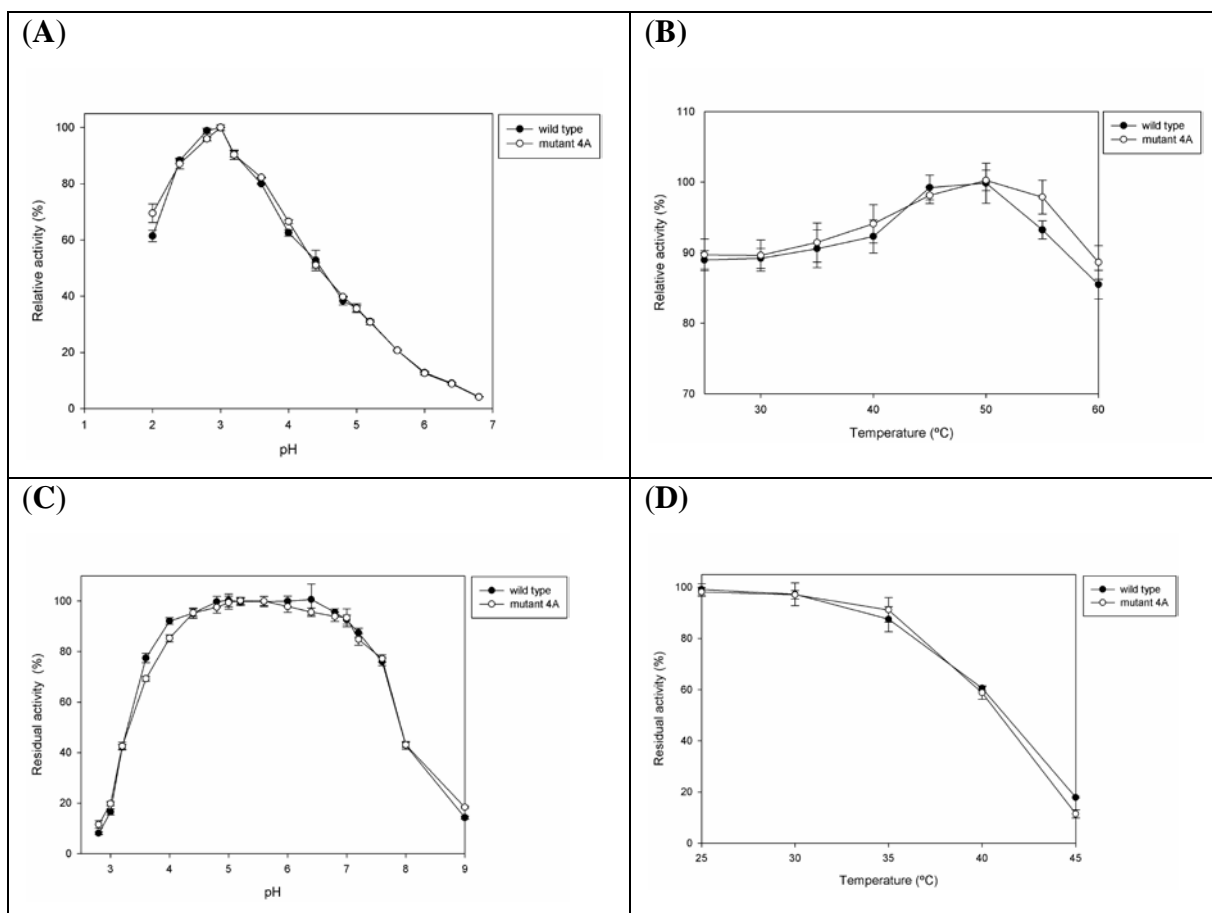 (A)
wild type
mutant 4A
100
80
60
40
20
0
Relative activity (%)
1 2 3 4 5 6 7
pH
(B)
wild type
mutant 4A
110
100
90
80
70
Relative activity (%)
30 40 50 60
Temperature (ºC)
(C)
wild type
mutant 4A
100
80
60
40
20
0
Residual activity (%)
3 4 5 6 7 8 9
pH
(D)
wild type
mutant 4A
100
80
60
40
20
0
Residual activity (%)
25 30 35 40 45
Temperature (ºC)